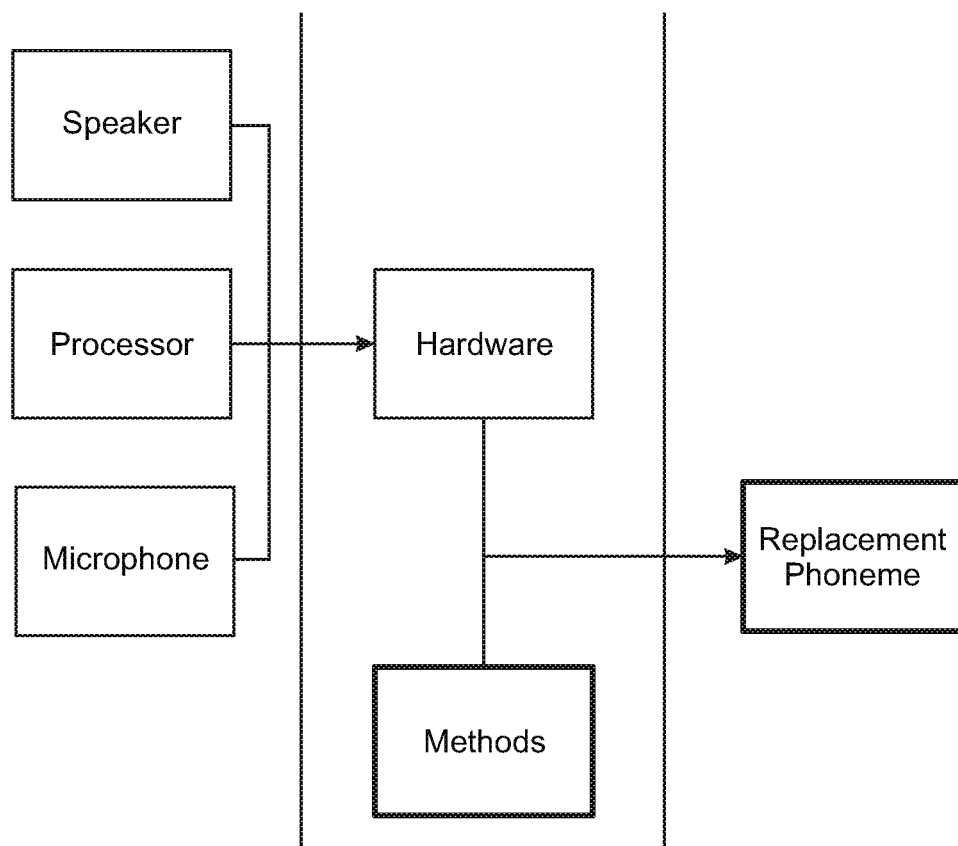 Speaker
Processor
Hardware
Microphone
Replacement
Phoneme
Methods